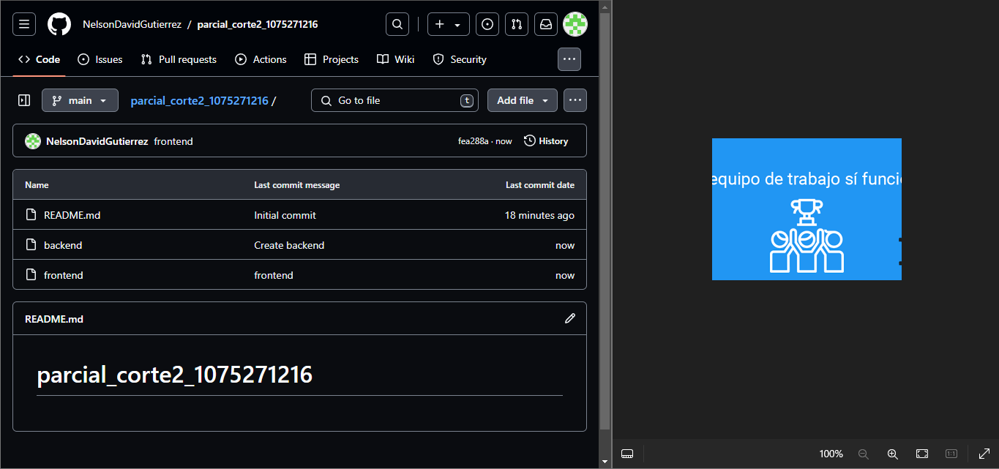 NelsonDavidGutierrez / parcial_corte2_1075271216
Code Issues Pull requests Actions Projects Wiki Security
main parcial_corte2_1075271216 / Go to file t Add file
NelsonDavidGutierrez frontend fea288a · now History
Name Last commit message Last commit date
README.md Initial commit 18 minutes ago
backend Create backend now
frontend frontend now
README.md
parcial_corte2_1075271216
equipo de trabajo sí funci
100% 1:1